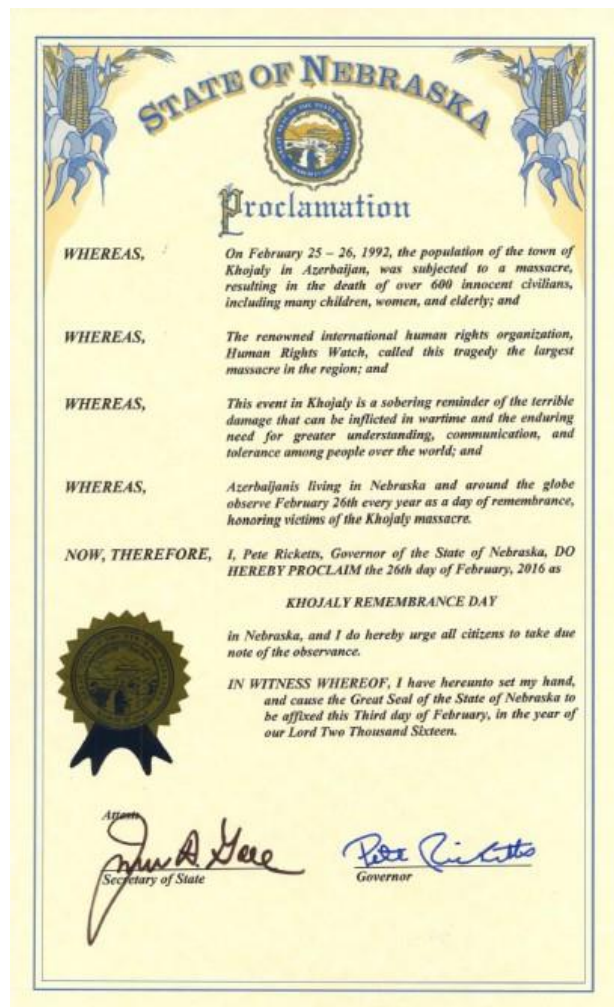 STATE OF NEBRASKA
Proclamation
WHEREAS, On February 25 – 26, 1992, the population of the town of
Khojaly in Azerbaijan, was subjected to a massacre,
resulting in the death of over 600 innocent civilians,
including many children, women, and elderly; and
WHEREAS, The renowned international human rights organization,
Human Rights Watch, called this tragedy the largest
massacre in the region; and
WHEREAS, This event in Khojaly is a sobering reminder of the terrible
damage that can be inflicted in wartime and the enduring
need for greater understanding, communication, and
tolerance among people over the world; and
WHEREAS, Azerbaijanis living in Nebraska and around the globe
observe February 26th every year as a day of remembrance,
honoring victims of the Khojaly massacre.
NOW, THEREFORE, I, Pete Ricketts, Governor of the State of Nebraska, DO
HEREBY PROCLAIM the 26th day of February, 2016 as
KHOJALY REMEMBRANCE DAY
in Nebraska, and I do hereby urge all citizens to take due
note of the observance.
IN WITNESS WHEREOF, I have hereunto set my hand,
and cause the Great Seal of the State of Nebraska to
be affixed this Third day of February, in the year of
our Lord Two Thousand Sixteen.
Attest:
Pete Ricketts
Secretary of State
Governor